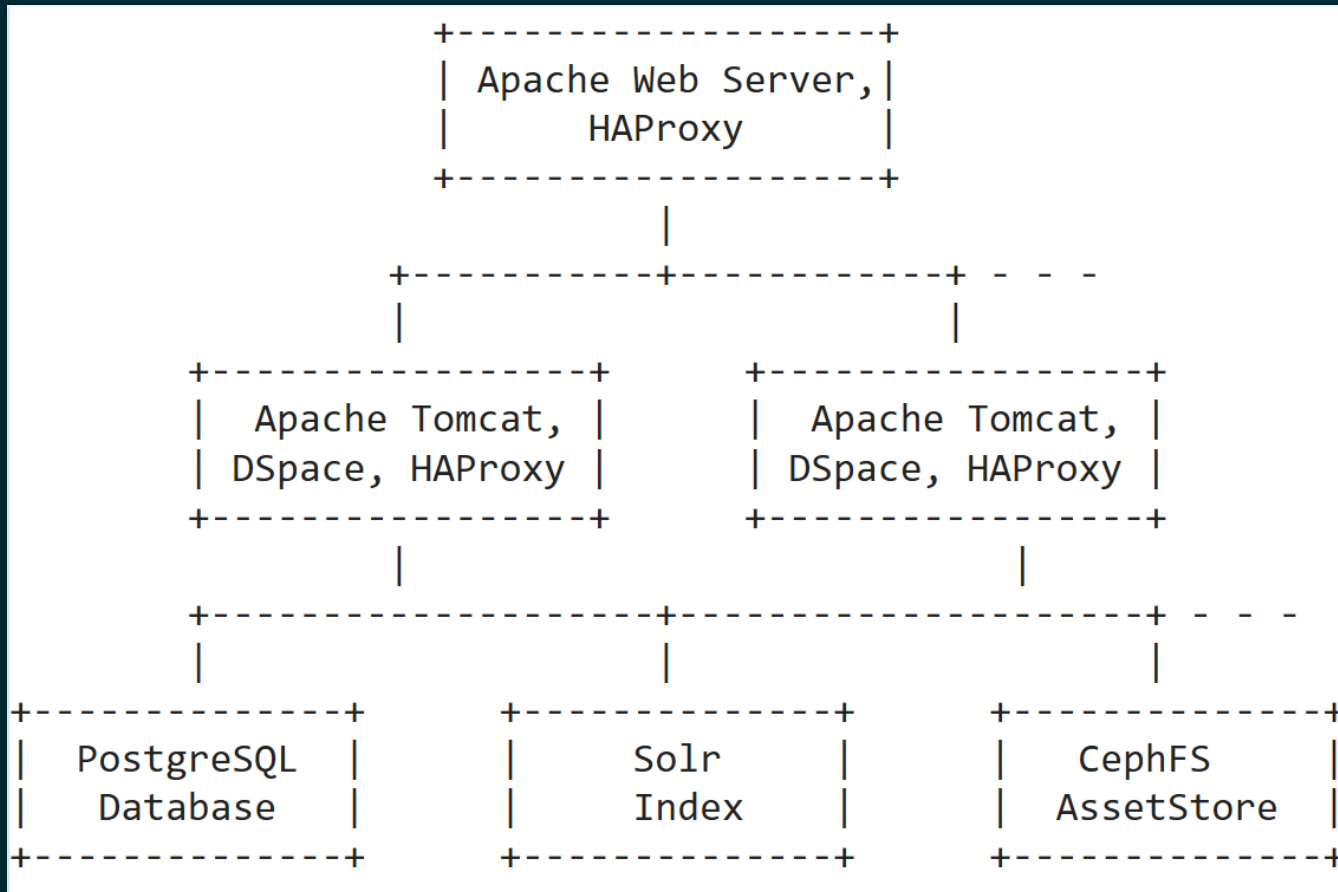 Apache Web Server,
HAProxy
Apache Tomcat,
DSpace, HAProxy
Apache Tomcat,
DSpace, HAProxy
PostgreSQL
Database
Solr
Index
CephFS
AssetStore